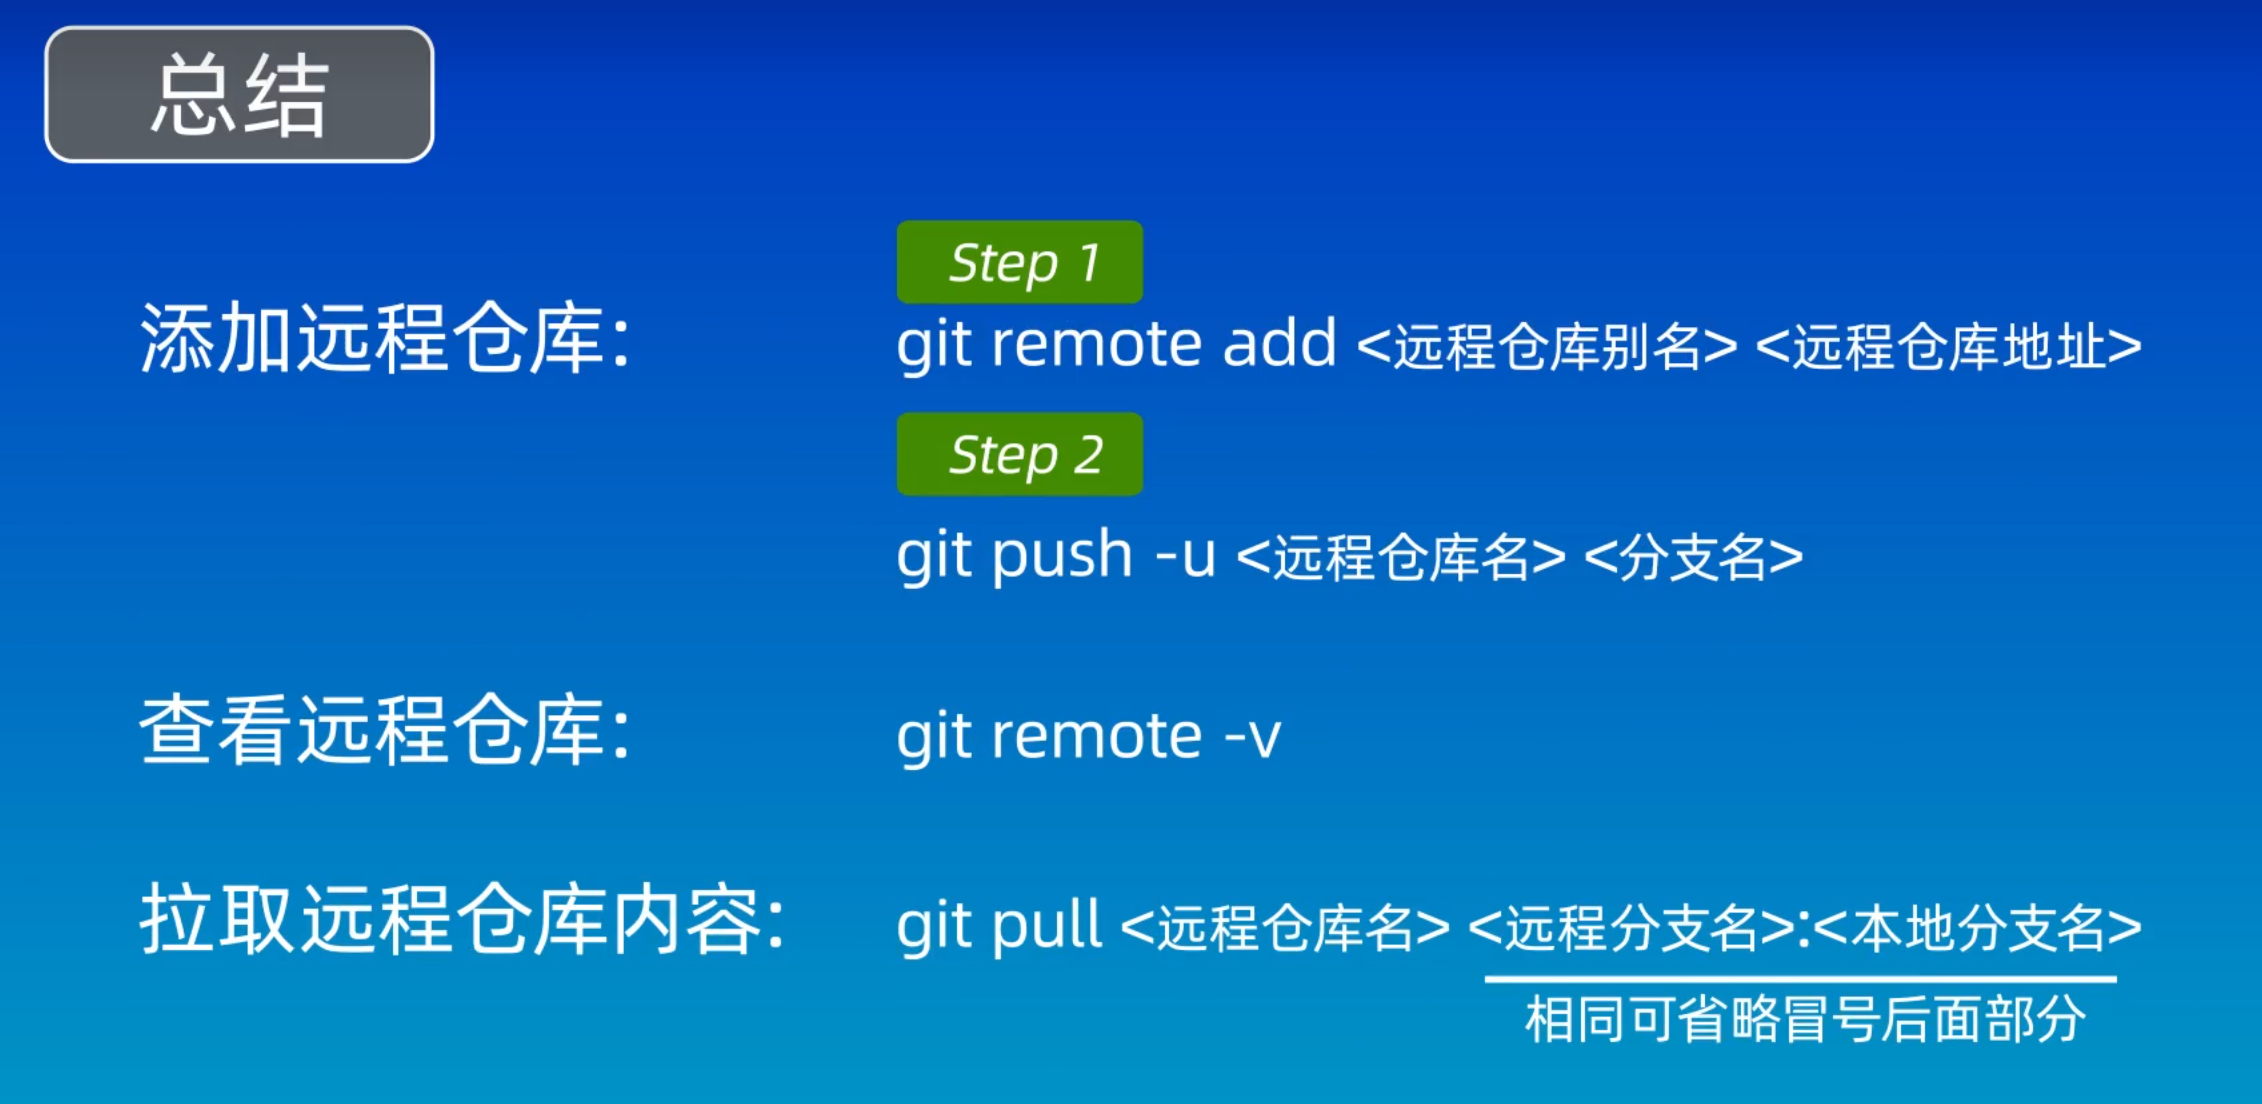 总结
Step 1
添加远程仓库: git remote add <远程仓库别名> <远程仓库地址>
Step 2
git push -u <远程仓库名> <分支名>
查看远程仓库: git remote -v
拉取远程仓库内容: git pull <远程仓库名> <远程分支名>:<本地分支名>
相同可省略冒号后面部分